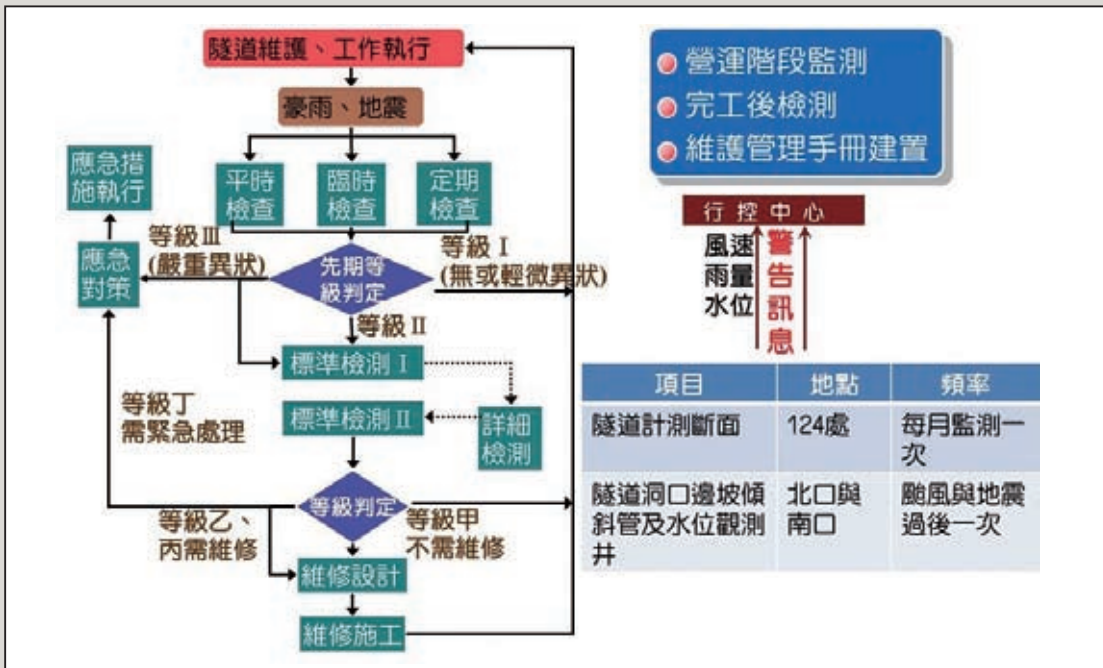 隧道維護、工作執行
豪雨、地震
平時
檢查
臨時
檢查
定期
檢查
應急措
施執行
等級Ⅲ
(嚴重異狀)
應急
對策
先期等
級判定
等級Ⅰ
(無或輕微異狀)
等級Ⅱ
標準檢測Ⅰ
等級丁
需緊急處理
標準檢測Ⅱ
詳細
檢測
等級判定
等級乙、
丙需維修
等級甲
不需維修
維修設計
維修施工
營運階段監測
完工後檢測
維護管理手冊建置
行控中心
風速
雨量
水位
警告訊息
項目 地點 頻率
隧道計測斷面 124處 每月監測一
次
隧道洞口邊坡傾 北口與 颱風與地震
斜管及水位觀測 南口 過後一次
井